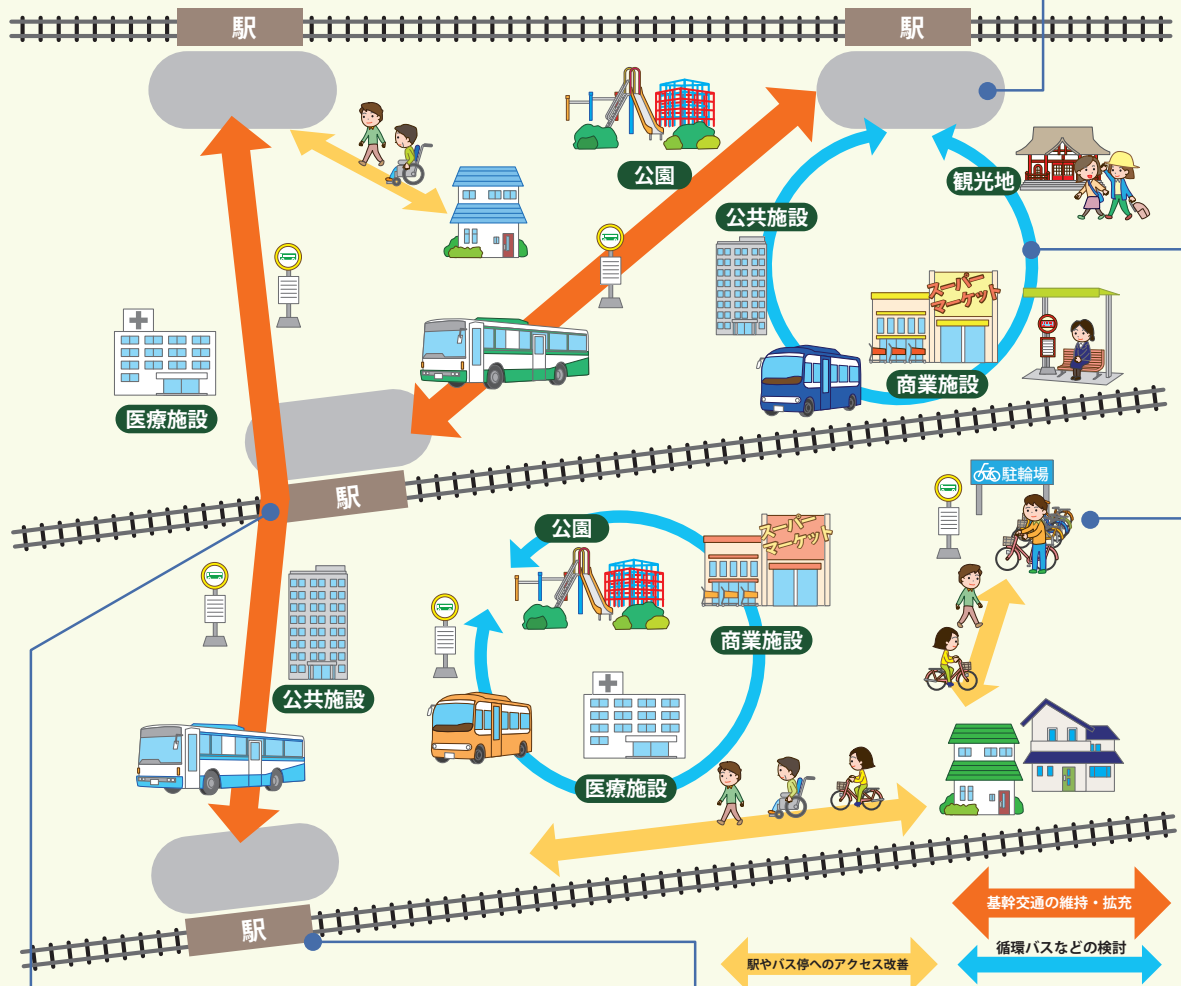 駅
駅
公園
観光地
公共施設
スーパー
マーケット
商業施設
医療施設
駅
駐輪場
公園
スーパー
マーケット
商業施設
公共施設
医療施設
駅
基幹交通の維持・拡充
循環バスなどの検討
駅やバス停へのアクセス改善